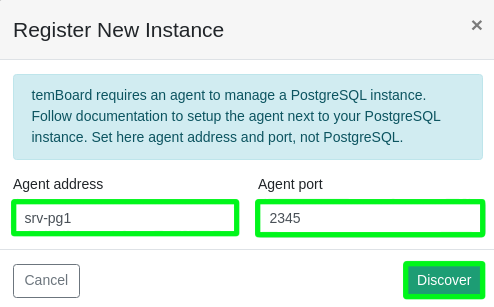 Register New Instance
×
temBoard requires an agent to manage a PostgreSQL instance.
Follow documentation to setup the agent next to your PostgreSQL
instance. Set here agent address and port, not PostgreSQL.
Agent address
Agent port
srv-pg1
2345
Cancel
Discover